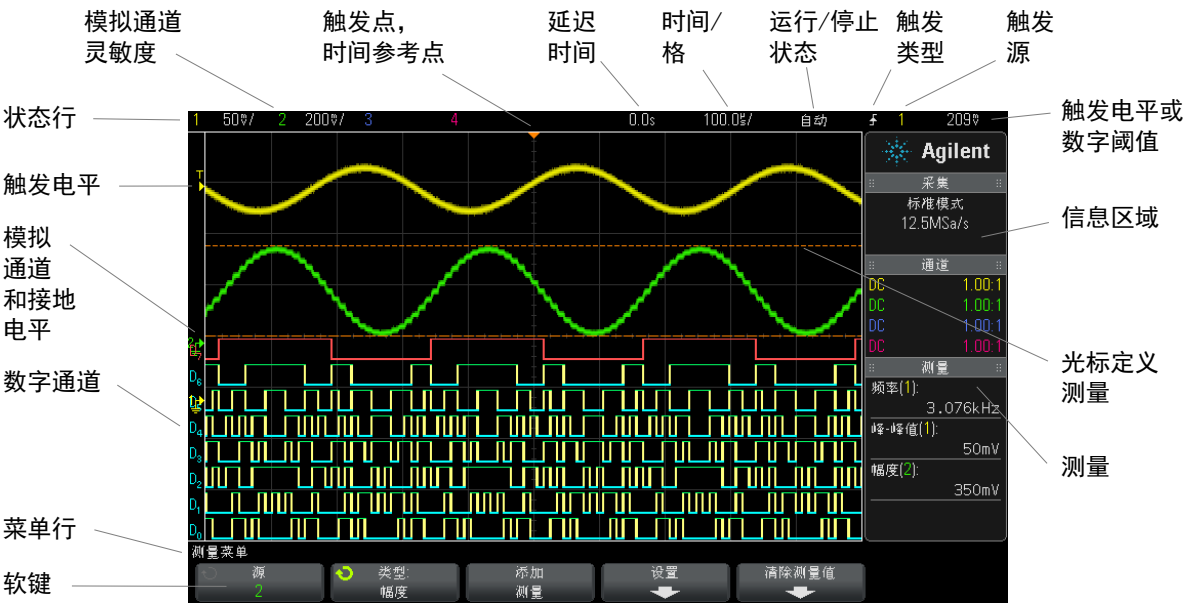 模拟通道
灵敏度
触发点，
时间参考点
延迟
时间
时间/
格
运行/停止
状态
触发
类型
触发
源
状态行
触发电平或
数字阈值
1 50mV/ 2 200mV/ 3 4 0.0s 100.0µs/ 自动 1 209mV
Agilent
采集
标准模式
12.5MSa/s
T
触发电平
信息区域
模拟
通道
和接地
电平
通道
DC 1.00:1
DC 1.00:1
DC 1.00:1
DC 1.00:1
2
测量
频率(1):
3.076kHz
峰-峰值(1):
50mV
幅度(2):
350mV
光标定义
测量
测量
数字通道
D6
D4
D3
D2
D1
D0
菜单行
测量菜单
软键
源
2
类型:
幅度
添加
测量
设置
清除测量值